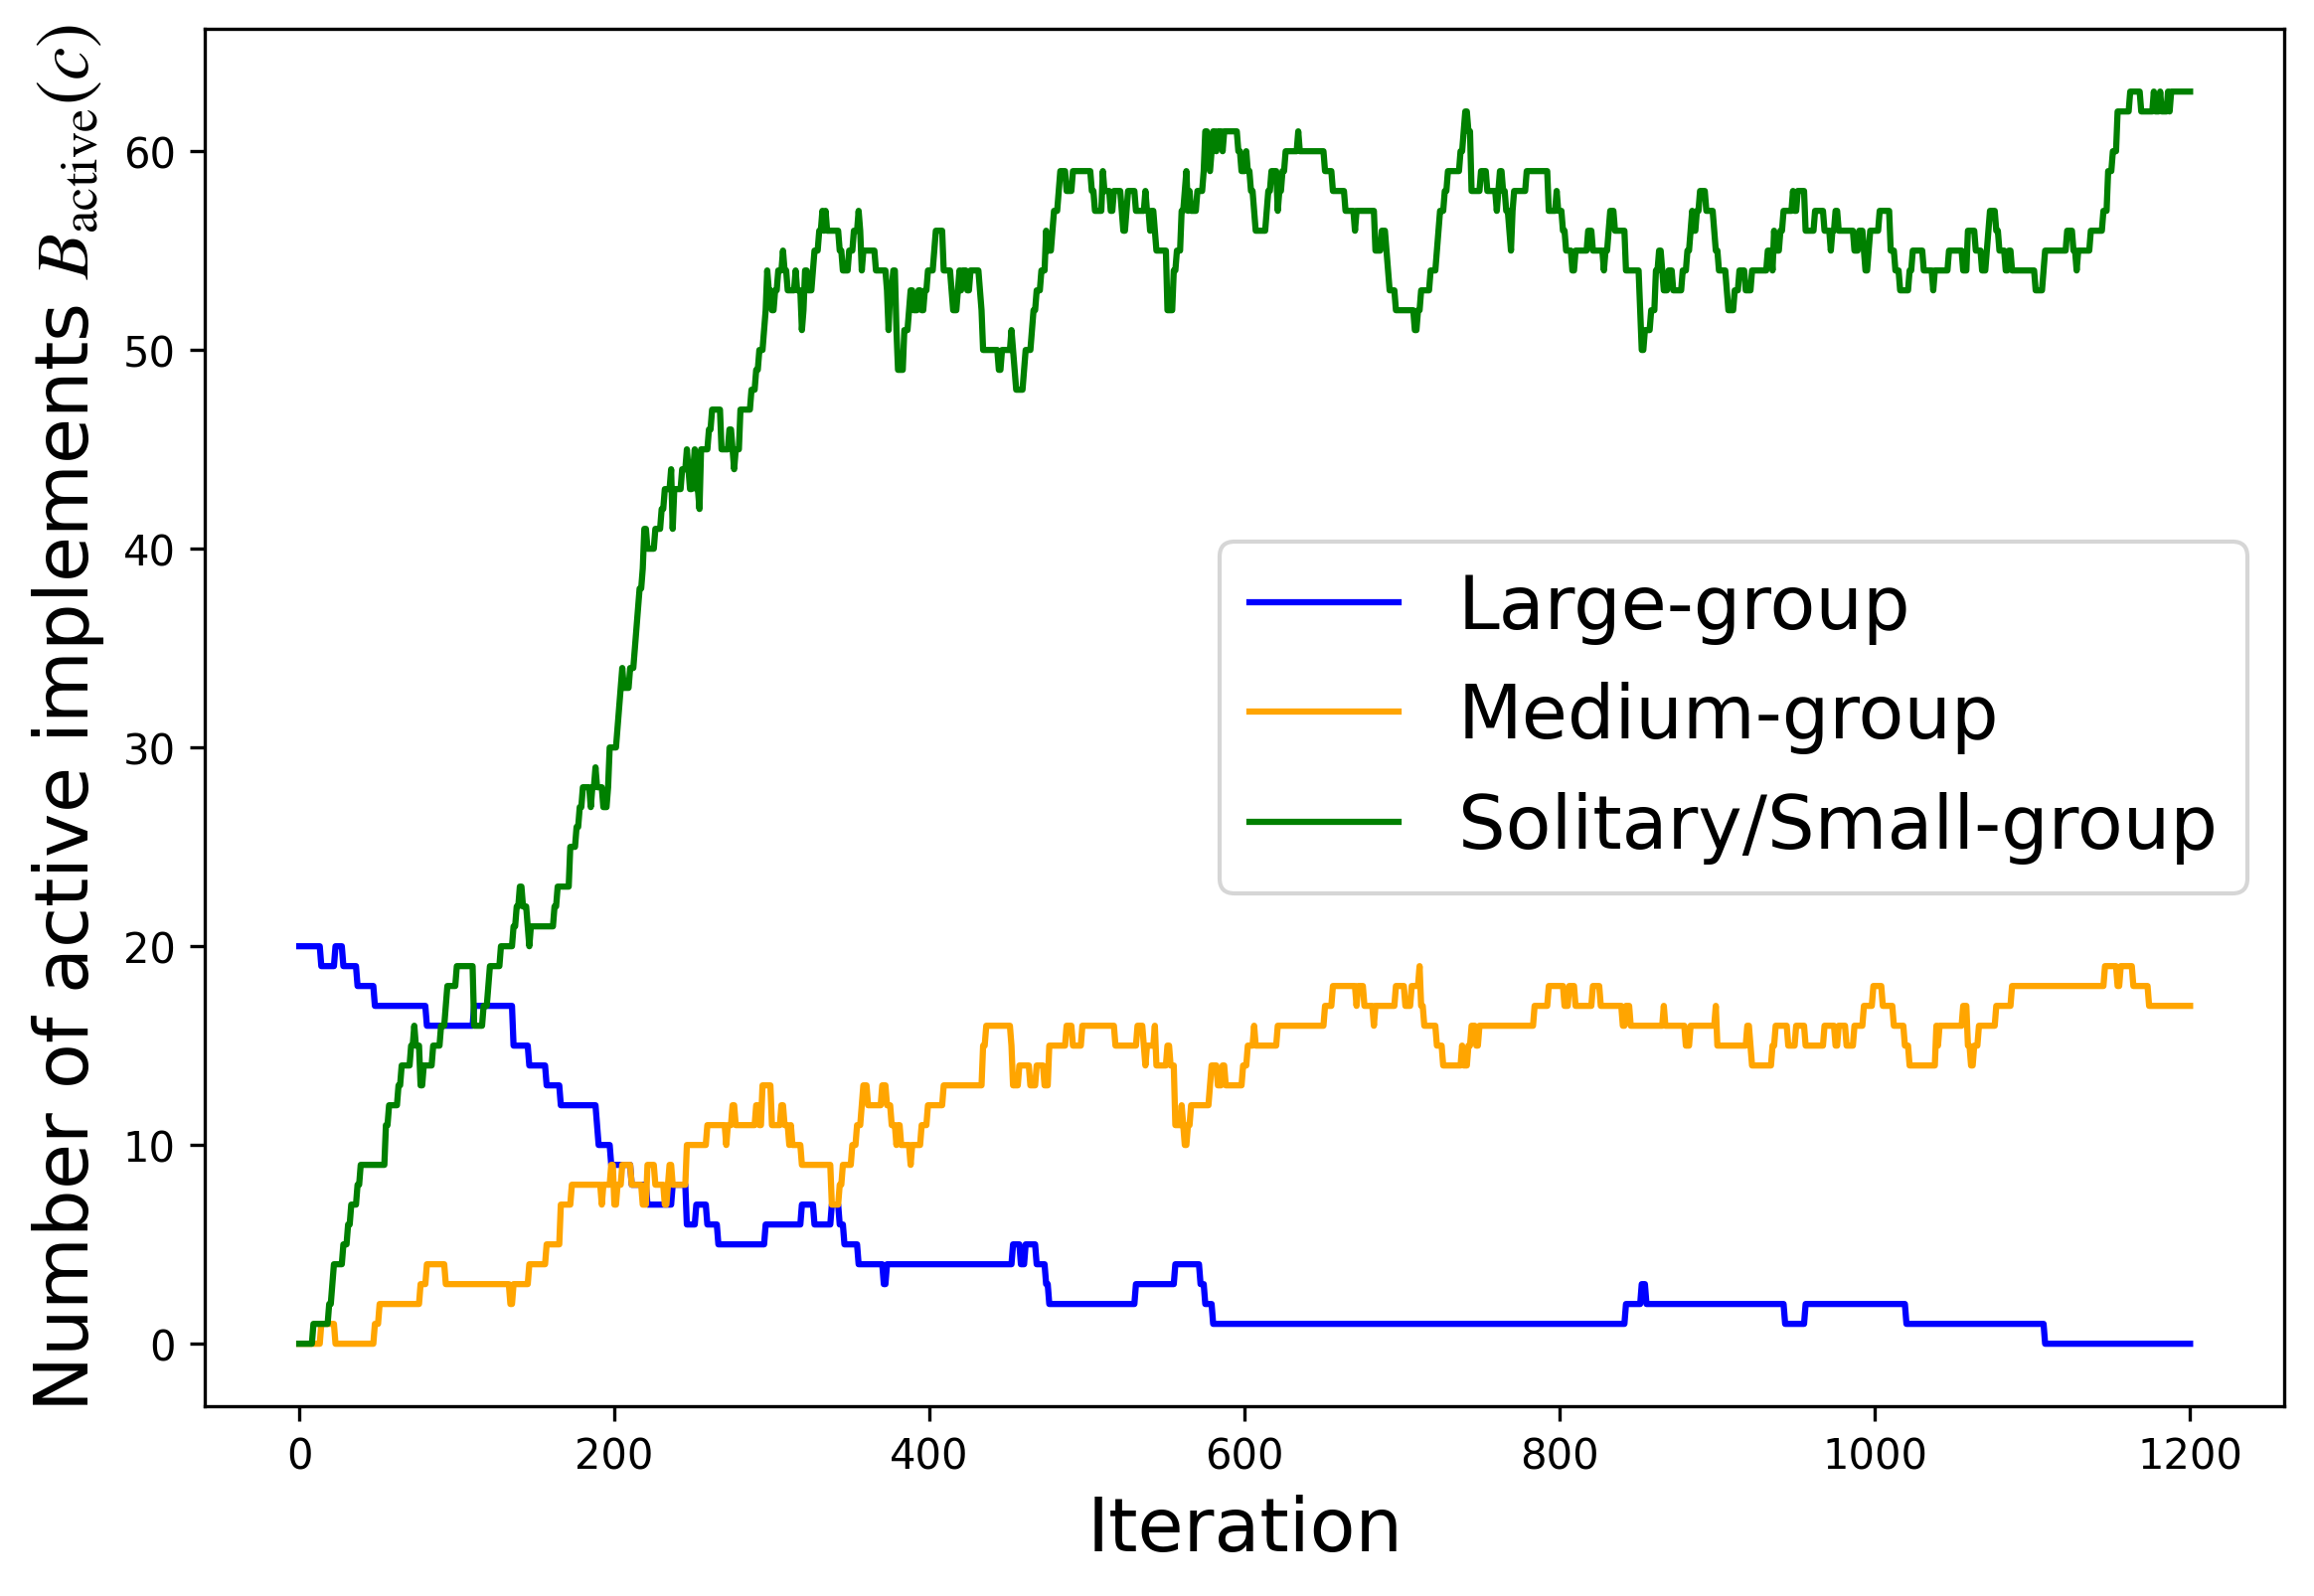 Number of active implements B_active(c)
60
50
40
30
20
10
0
Large-group
Medium-group
Solitary/Small-group
0 200 400 600 800 1000 1200
Iteration